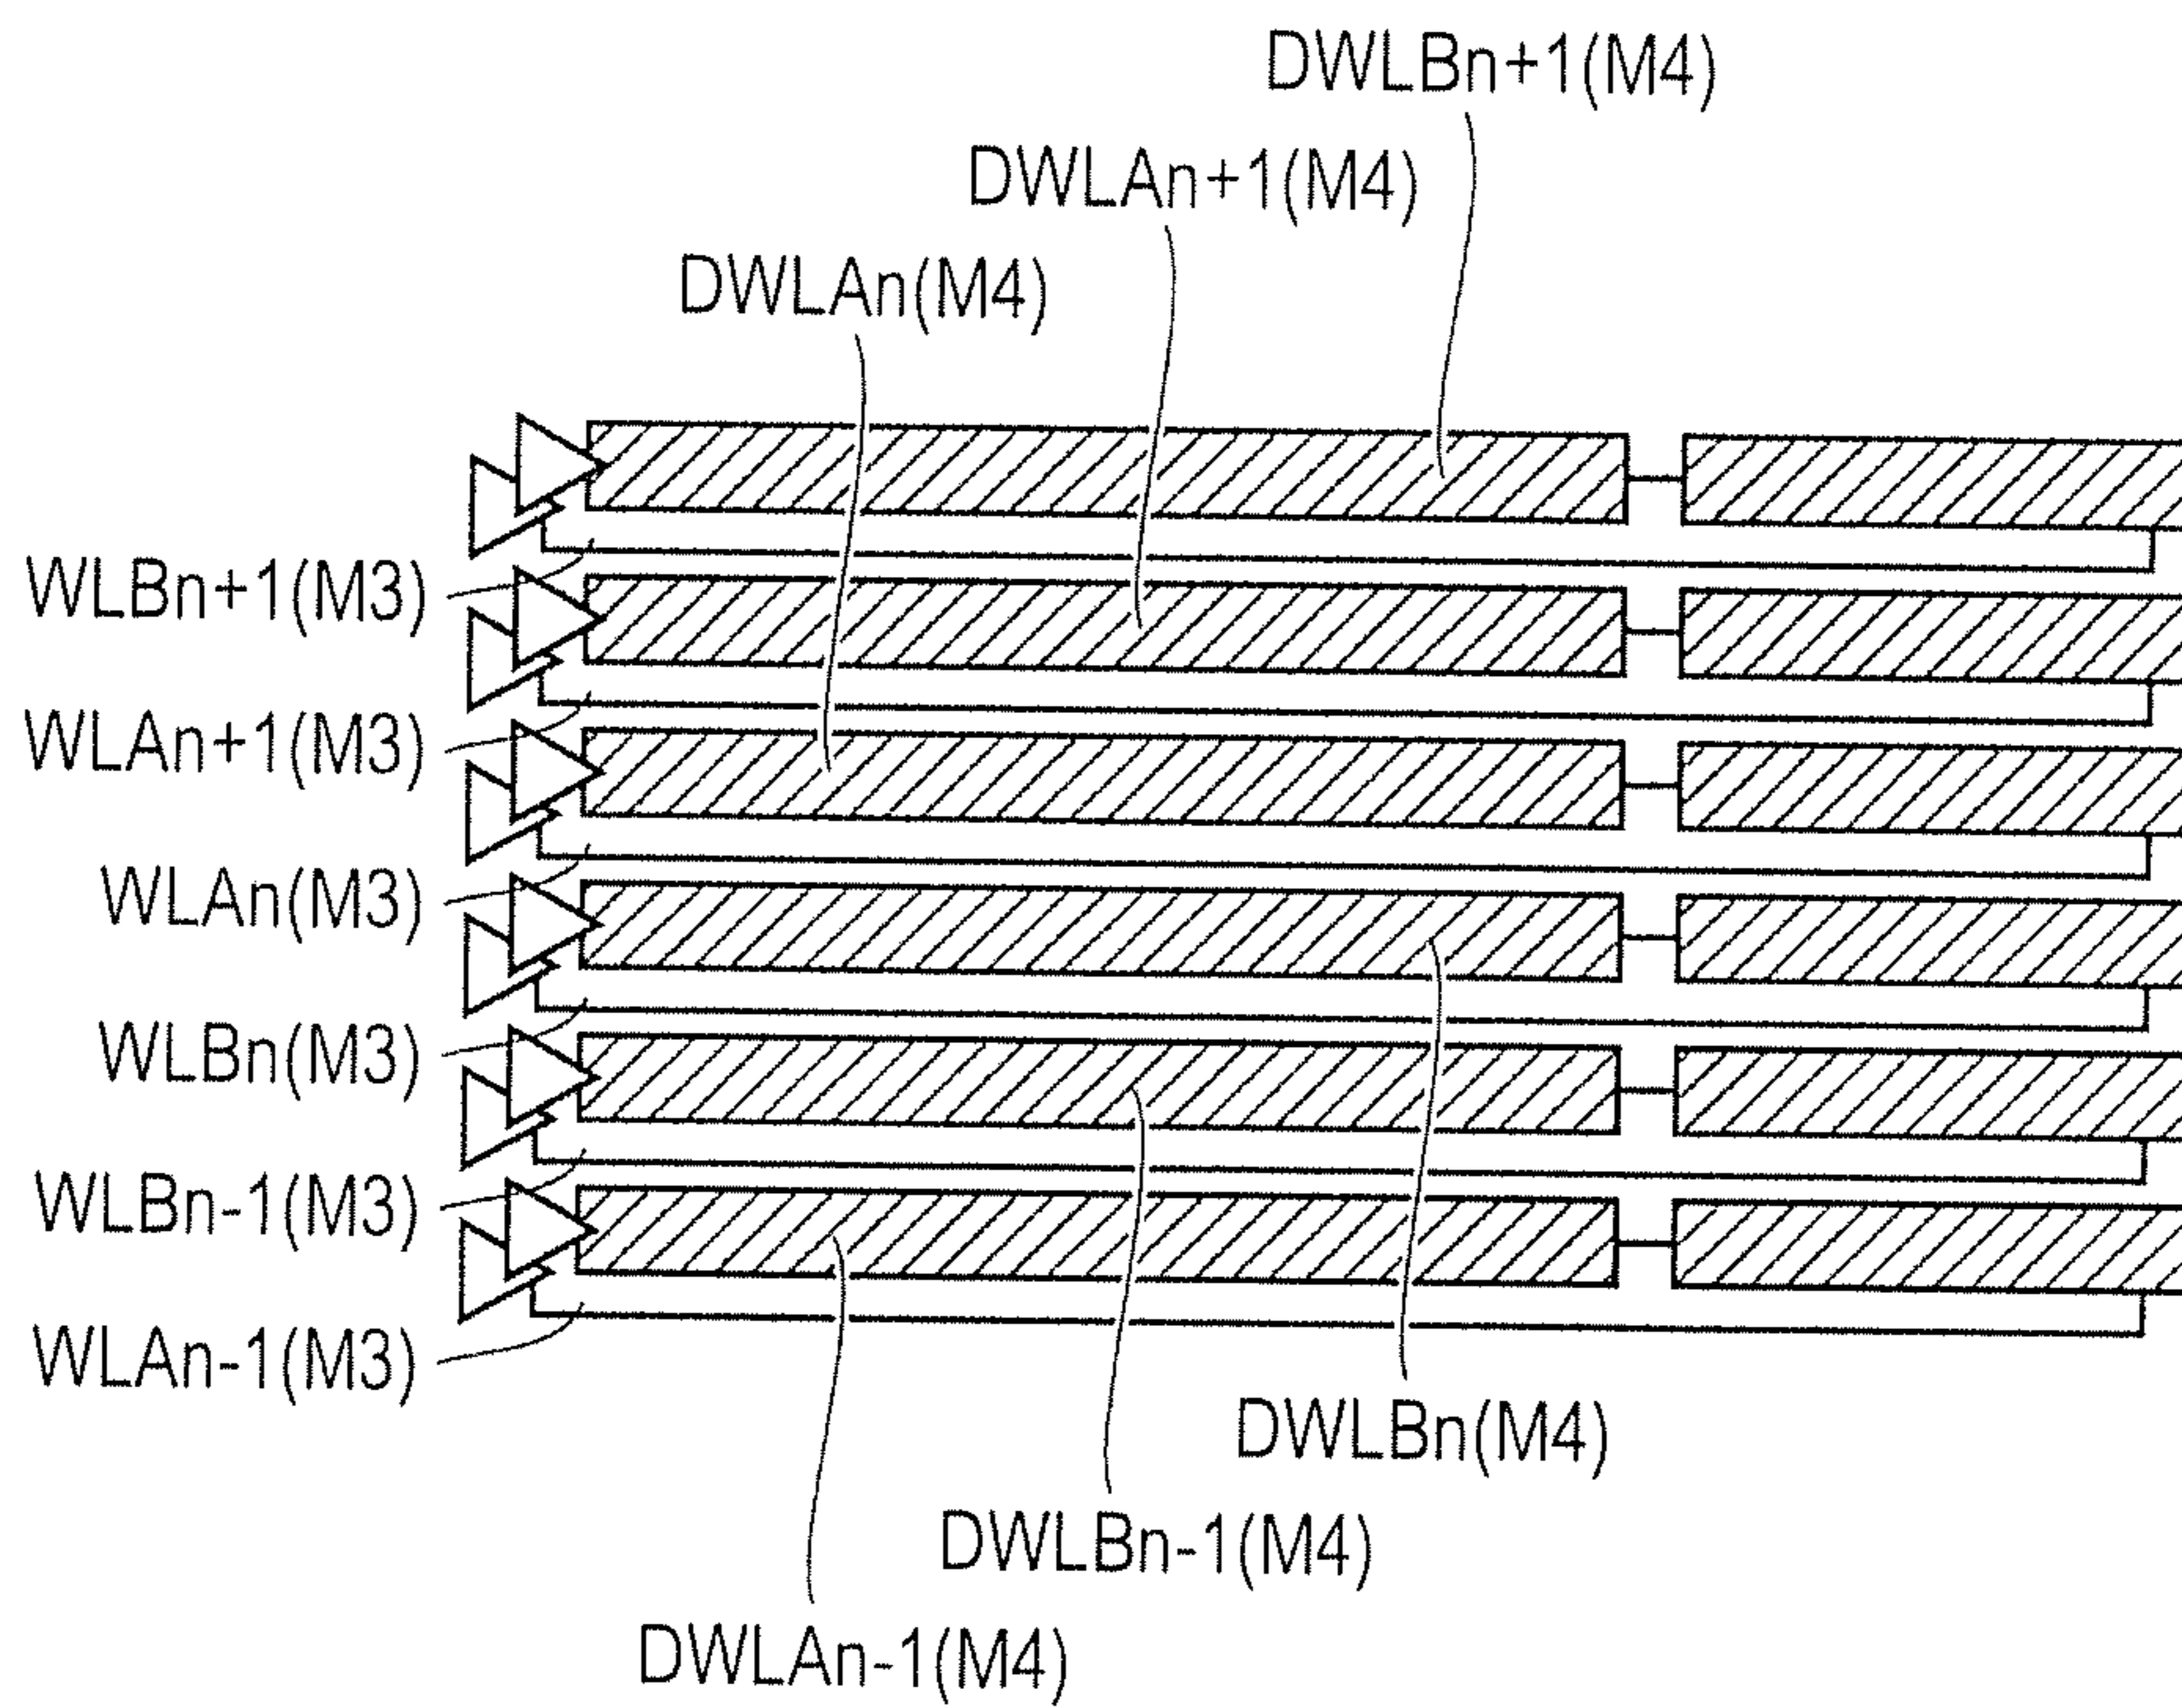 DWLBn+1(M4)
DWLAn+1(M4)
DWLAn(M4)
WLBn+1(M3)
WLAn+1(M3)
WLAn(M3)
WLBn(M3)
WLBn-1(M3)
WLAn-1(M3)
DWLBn(M4)
DWLBn-1(M4)
DWLAn-1(M4)